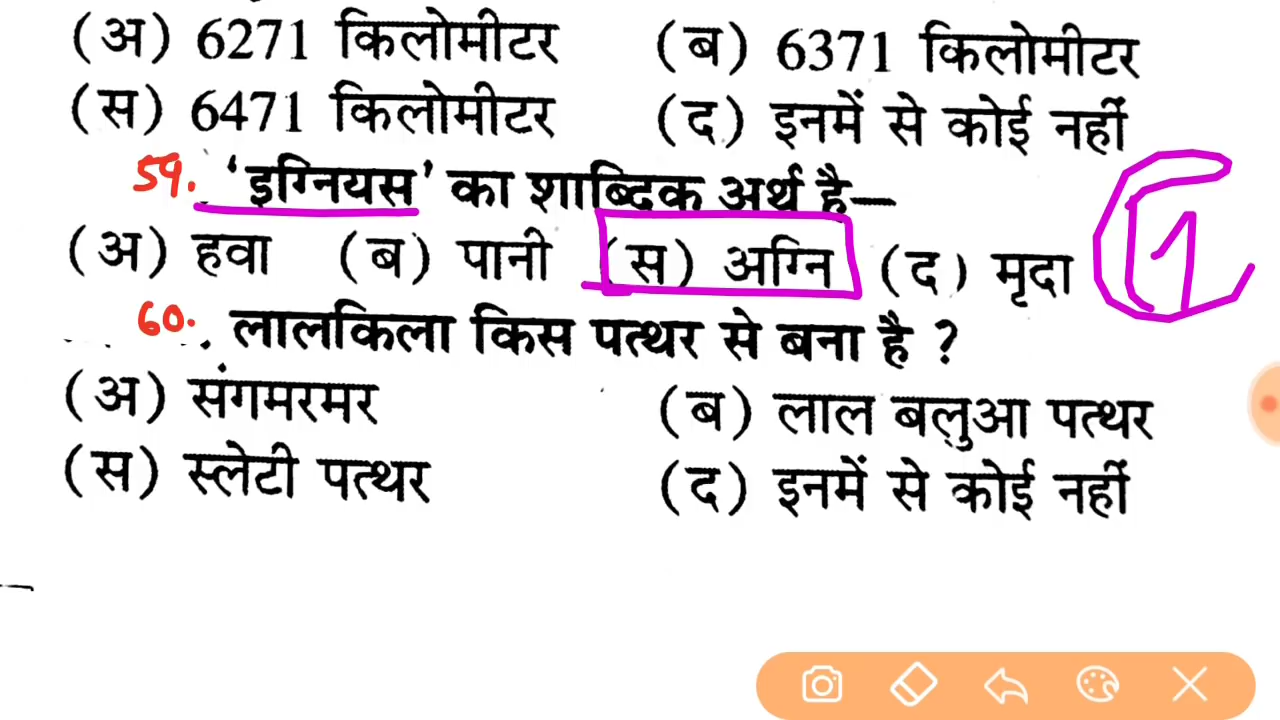 (अ) 6271 किलोमीटर (ब) 6371 किलोमीटर
(स) 6471 किलोमीटर (द) इनमें से कोई नहीं
59. 'इग्नियस' का शाब्दिक अर्थ है—
(अ) हवा (ब) पानी (स) अग्नि (द) मृदा
60. लालकिला किस पत्थर से बना है ?
(अ) संगमरमर (ब) लाल बलुआ पत्थर
(स) स्लेटी पत्थर (द) इनमें से कोई नहीं